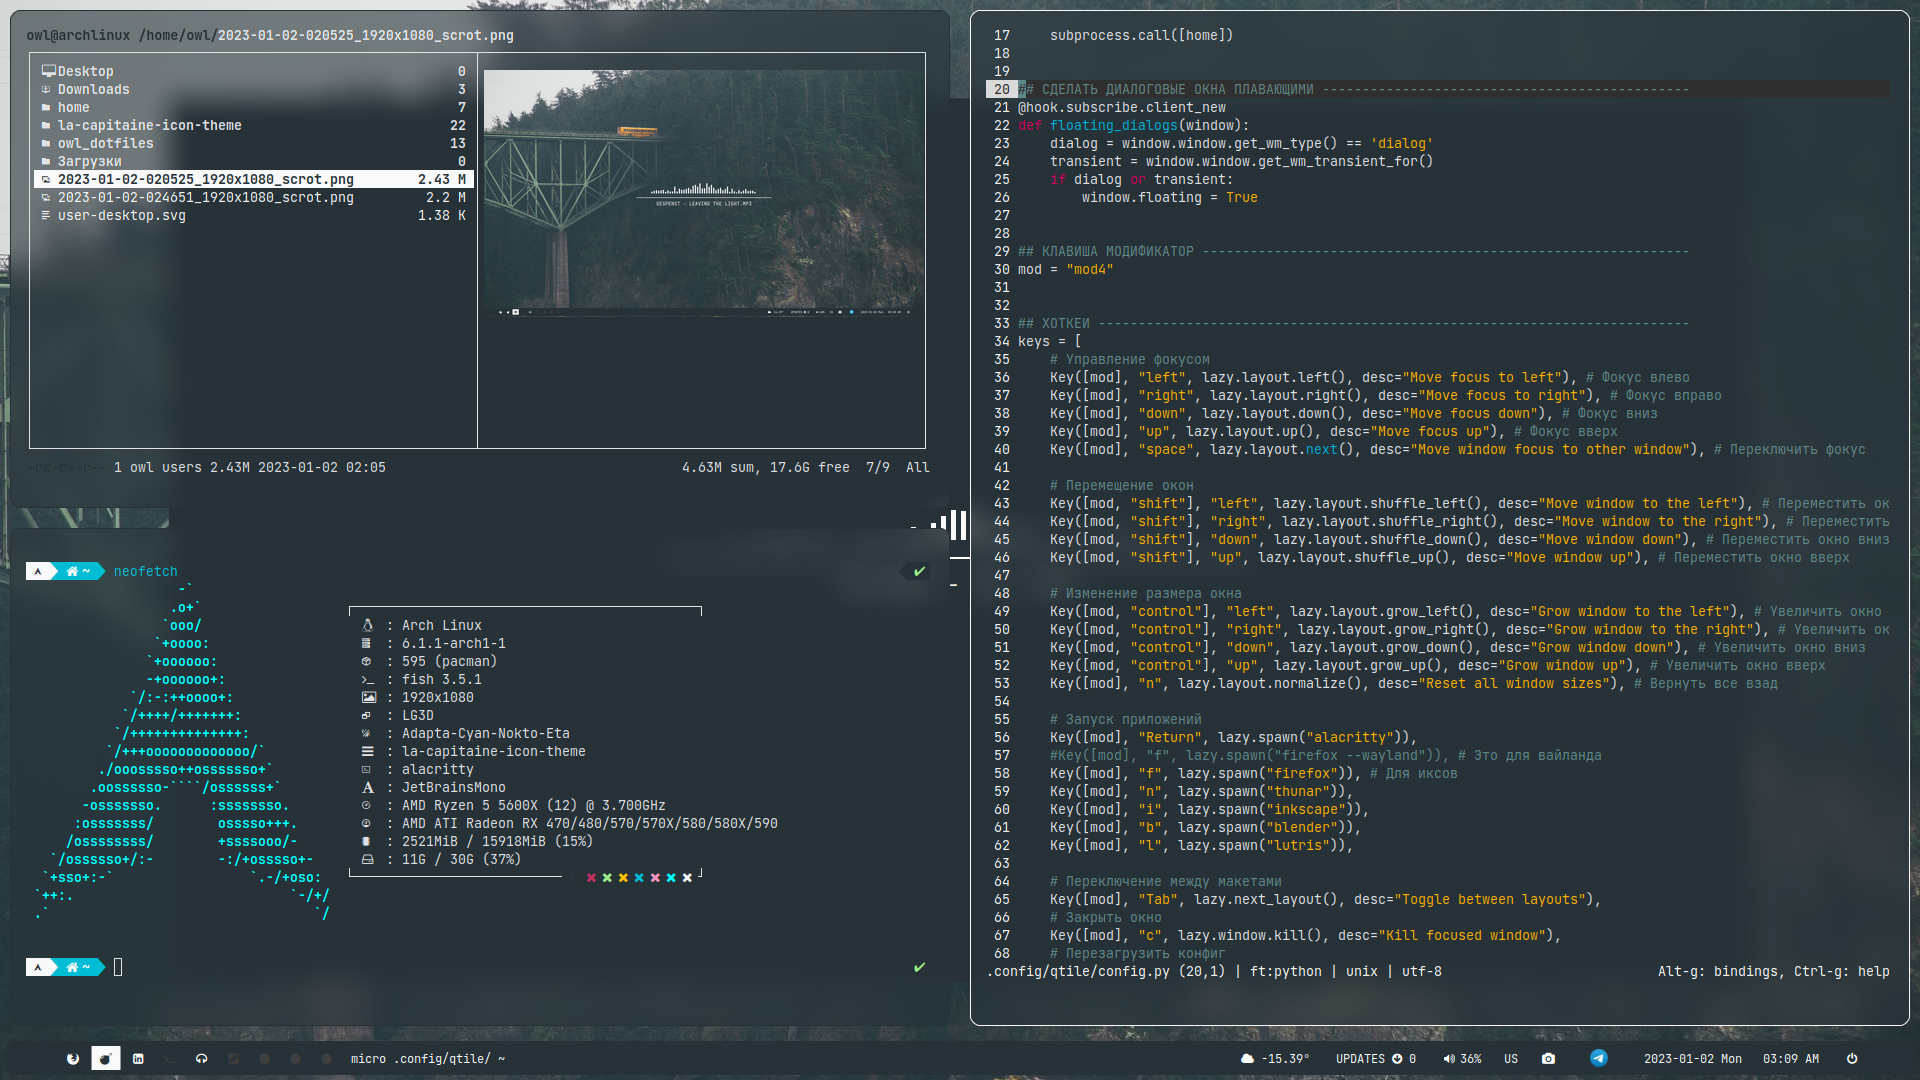 owl@archlinux /home/owl/2023-01-02-020525_1920x1080_scrot.png
Desktop 0
Downloads 3
home 7
la-capitaine-icon-theme 22
owl_dotfiles 13
Загрузки 0
2023-01-02-020525_1920x1080_scrot.png 2.43 M
2023-01-02-024651_1920x1080_scrot.png 2.2 M
user-desktop.svg 1.38 K
GESPENST - LEAVING THE LIGHT.MP3
-rw-r--r-- 1 owl users 2.43M 2023-01-02 02:05 4.63M sum, 17.6G free 7/9 All
~ neofetch ✔
-`
.o+`
`ooo/
`+oooo:
`+oooooo:
-+oooooo+:
`/:-:++oooo+:
`/++++/+++++++:
`/++++++++++++++:
`/+++ooooooooooooo/`
./ooosssso++osssssso+`
.oossssso-````/ossssss+`
-osssssso. :ssssssso.
:osssssss/ osssso+++.
/ossssssss/ +ssssooo/-
`/ossssso+/:- -:/+osssso+-
`+sso+:-` `.-/+oso:
`++:. `-/+/
.` `/
: Arch Linux
: 6.1.1-arch1-1
: 595 (pacman)
: fish 3.5.1
: 1920x1080
: LG3D
: Adapta-Cyan-Nokto-Eta
: la-capitaine-icon-theme
: alacritty
: JetBrainsMono
: AMD Ryzen 5 5600X (12) @ 3.700GHz
: AMD ATI Radeon RX 470/480/570/570X/580/580X/590
: 2521MiB / 15918MiB (15%)
: 11G / 30G (37%)
~ ✔
17 subprocess.call([home])
18
19
20 ## СДЕЛАТЬ ДИАЛОГОВЫЕ ОКНА ПЛАВАЮЩИМИ ----------------------------------------------
21 @hook.subscribe.client_new
22 def floating_dialogs(window):
23 dialog = window.window.get_wm_type() == 'dialog'
24 transient = window.window.get_wm_transient_for()
25 if dialog or transient:
26 window.floating = True
27
28
29 ## КЛАВИША МОДИФИКАТОР -------------------------------------------------------------
30 mod = "mod4"
31
32
33 ## ХОТКЕИ --------------------------------------------------------------------------
34 keys = [
35 # Управление фокусом
36 Key([mod], "left", lazy.layout.left(), desc="Move focus to left"), # Фокус влево
37 Key([mod], "right", lazy.layout.right(), desc="Move focus to right"), # Фокус вправо
38 Key([mod], "down", lazy.layout.down(), desc="Move focus down"), # Фокус вниз
39 Key([mod], "up", lazy.layout.up(), desc="Move focus up"), # Фокус вверх
40 Key([mod], "space", lazy.layout.next(), desc="Move window focus to other window"), # Переключить фокус
41
42 # Перемещение окон
43 Key([mod, "shift"], "left", lazy.layout.shuffle_left(), desc="Move window to the left"), # Переместить ок
44 Key([mod, "shift"], "right", lazy.layout.shuffle_right(), desc="Move window to the right"), # Переместить
45 Key([mod, "shift"], "down", lazy.layout.shuffle_down(), desc="Move window down"), # Переместить окно вниз
46 Key([mod, "shift"], "up", lazy.layout.shuffle_up(), desc="Move window up"), # Переместить окно вверх
47
48 # Изменение размера окна
49 Key([mod, "control"], "left", lazy.layout.grow_left(), desc="Grow window to the left"), # Увеличить окно
50 Key([mod, "control"], "right", lazy.layout.grow_right(), desc="Grow window to the right"), # Увеличить ок
51 Key([mod, "control"], "down", lazy.layout.grow_down(), desc="Grow window down"), # Увеличить окно вниз
52 Key([mod, "control"], "up", lazy.layout.grow_up(), desc="Grow window up"), # Увеличить окно вверх
53 Key([mod], "n", lazy.layout.normalize(), desc="Reset all window sizes"), # Вернуть все взад
54
55 # Запуск приложений
56 Key([mod], "Return", lazy.spawn("alacritty")),
57 #Key([mod], "f", lazy.spawn("firefox --wayland")), # Это для вайланда
58 Key([mod], "f", lazy.spawn("firefox")), # Для иксов
59 Key([mod], "n", lazy.spawn("thunar")),
60 Key([mod], "i", lazy.spawn("inkscape")),
61 Key([mod], "b", lazy.spawn("blender")),
62 Key([mod], "l", lazy.spawn("lutris")),
63
64 # Переключение между макетами
65 Key([mod], "Tab", lazy.next_layout(), desc="Toggle between layouts"),
66 # Закрыть окно
67 Key([mod], "c", lazy.window.kill(), desc="Kill focused window"),
68 # Перезагрузить конфиг
.config/qtile/config.py (20,1) | ft:python | unix | utf-8 Alt-g: bindings, Ctrl-g: help
micro .config/qtile/ ~ -15.39° UPDATES 0 36% US 2023-01-02 Mon 03:09 AM